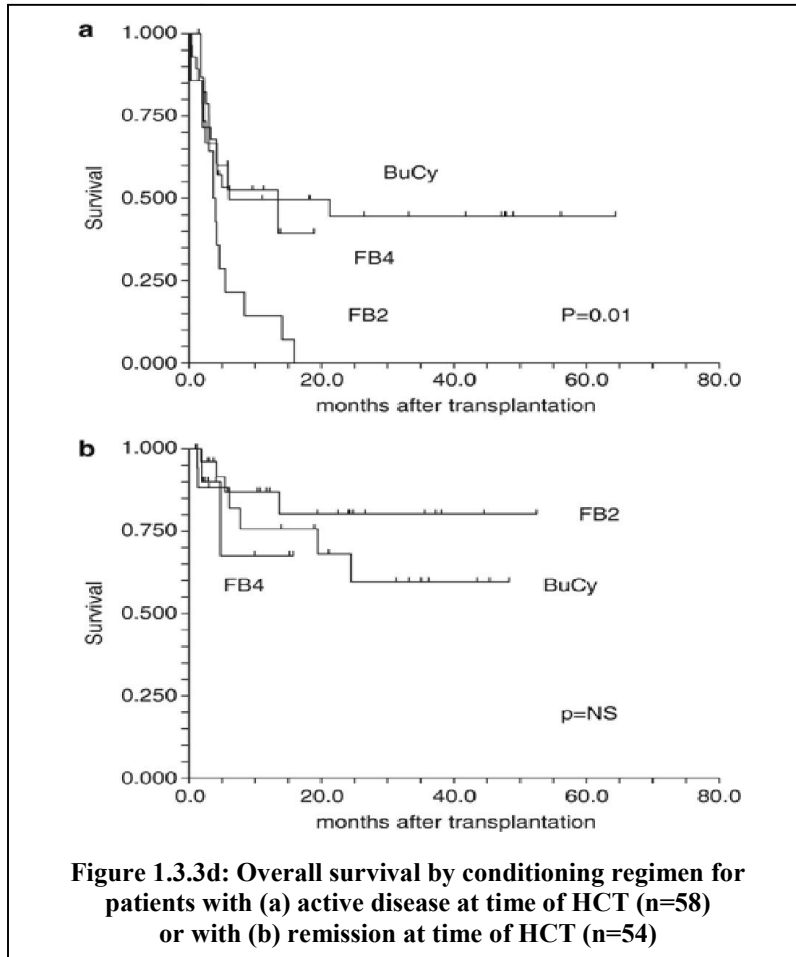 a
1.000
0.750
BuCy
0.500
Survival
FB4
0.250
FB2 P=0.01
0.000
0.0 20.0 40.0 60.0 80.0
months after transplantation
b
1.000
FB2
0.750
FB4 BuCy
Survival
0.500
0.250
p=NS
0.000
0.0 20.0 40.0 60.0 80.0
months after transplantation
Figure 1.3.3d: Overall survival by conditioning regimen for
patients with (a) active disease at time of HCT (n=58)
or with (b) remission at time of HCT (n=54)